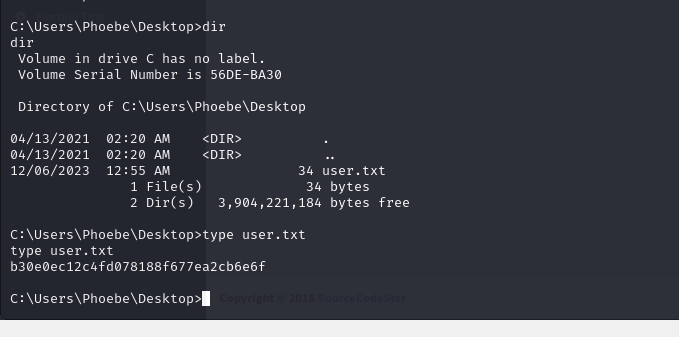 C:\Users\Phoebe\Desktop>dir
dir
 Volume in drive C has no label.
 Volume Serial Number is 56DE-BA30

 Directory of C:\Users\Phoebe\Desktop

04/13/2021  02:20 AM    <DIR>          .
04/13/2021  02:20 AM    <DIR>          ..
12/06/2023  12:55 AM                34 user.txt
               1 File(s)             34 bytes
               2 Dir(s)   3,904,221,184 bytes free

C:\Users\Phoebe\Desktop>type user.txt
type user.txt
b30e0ec12c4fd078188f677ea2cb6e6f

C:\Users\Phoebe\Desktop>
Copyright © 2018 SourceCodeSter